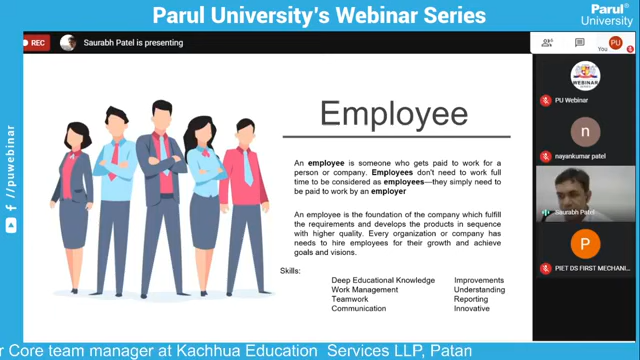 Parul University's Webinar Series
Parul®
University
REC
Saurabh Patel is presenting
You
PU
/puwebinar
Employee
An employee is someone who gets paid to work for a
person or company. Employees don't need to work full
time to be considered as employees—they simply need to
be paid to work by an employer
An employee is the foundation of the company which fulfill
the requirements and develops the products in sequence
with higher quality. Every organization or company has
needs to hire employees for their growth and achieve
goals and visions.
Skills:
Deep Educational Knowledge Improvements
Work Management Understanding
Teamwork Reporting
Communication Innovative
WEBINAR
PU Webinar
n
nayankumar patel
Saurabh Patel
P
PIET DS FIRST MECHANI
r Core team manager at Kachhua Education Services LLP, Patan